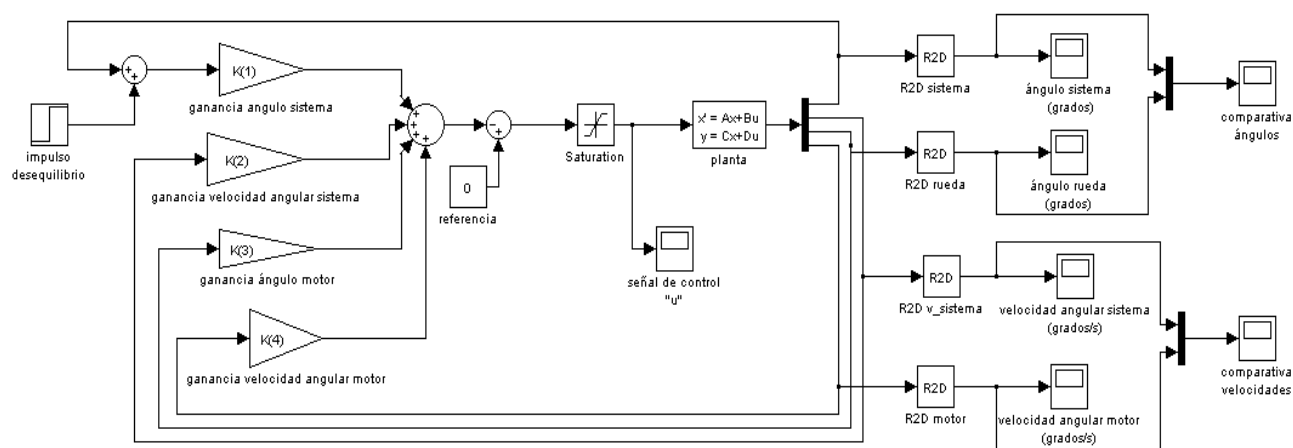 K(1)
ganancia angulo sistema
impulso
desequilibrio
K(2)
ganancia velocidad angular sistema
K(3)
ganancia ángulo motor
K(4)
ganancia velocidad angular motor
0
referencia
Saturation
x' = Ax+Bu
y = Cx+Du
planta
señal de control
"u"
R2D
R2D sistema
ángulo sistema
(grados)
R2D
R2D rueda
ángulo rueda
(grados)
comparativa
ángulos
R2D
R2D v_sistema
velocidad angular sistema
(grados/s)
R2D
R2D motor
velocidad angular motor
(grados/s)
comparativa
velocidades